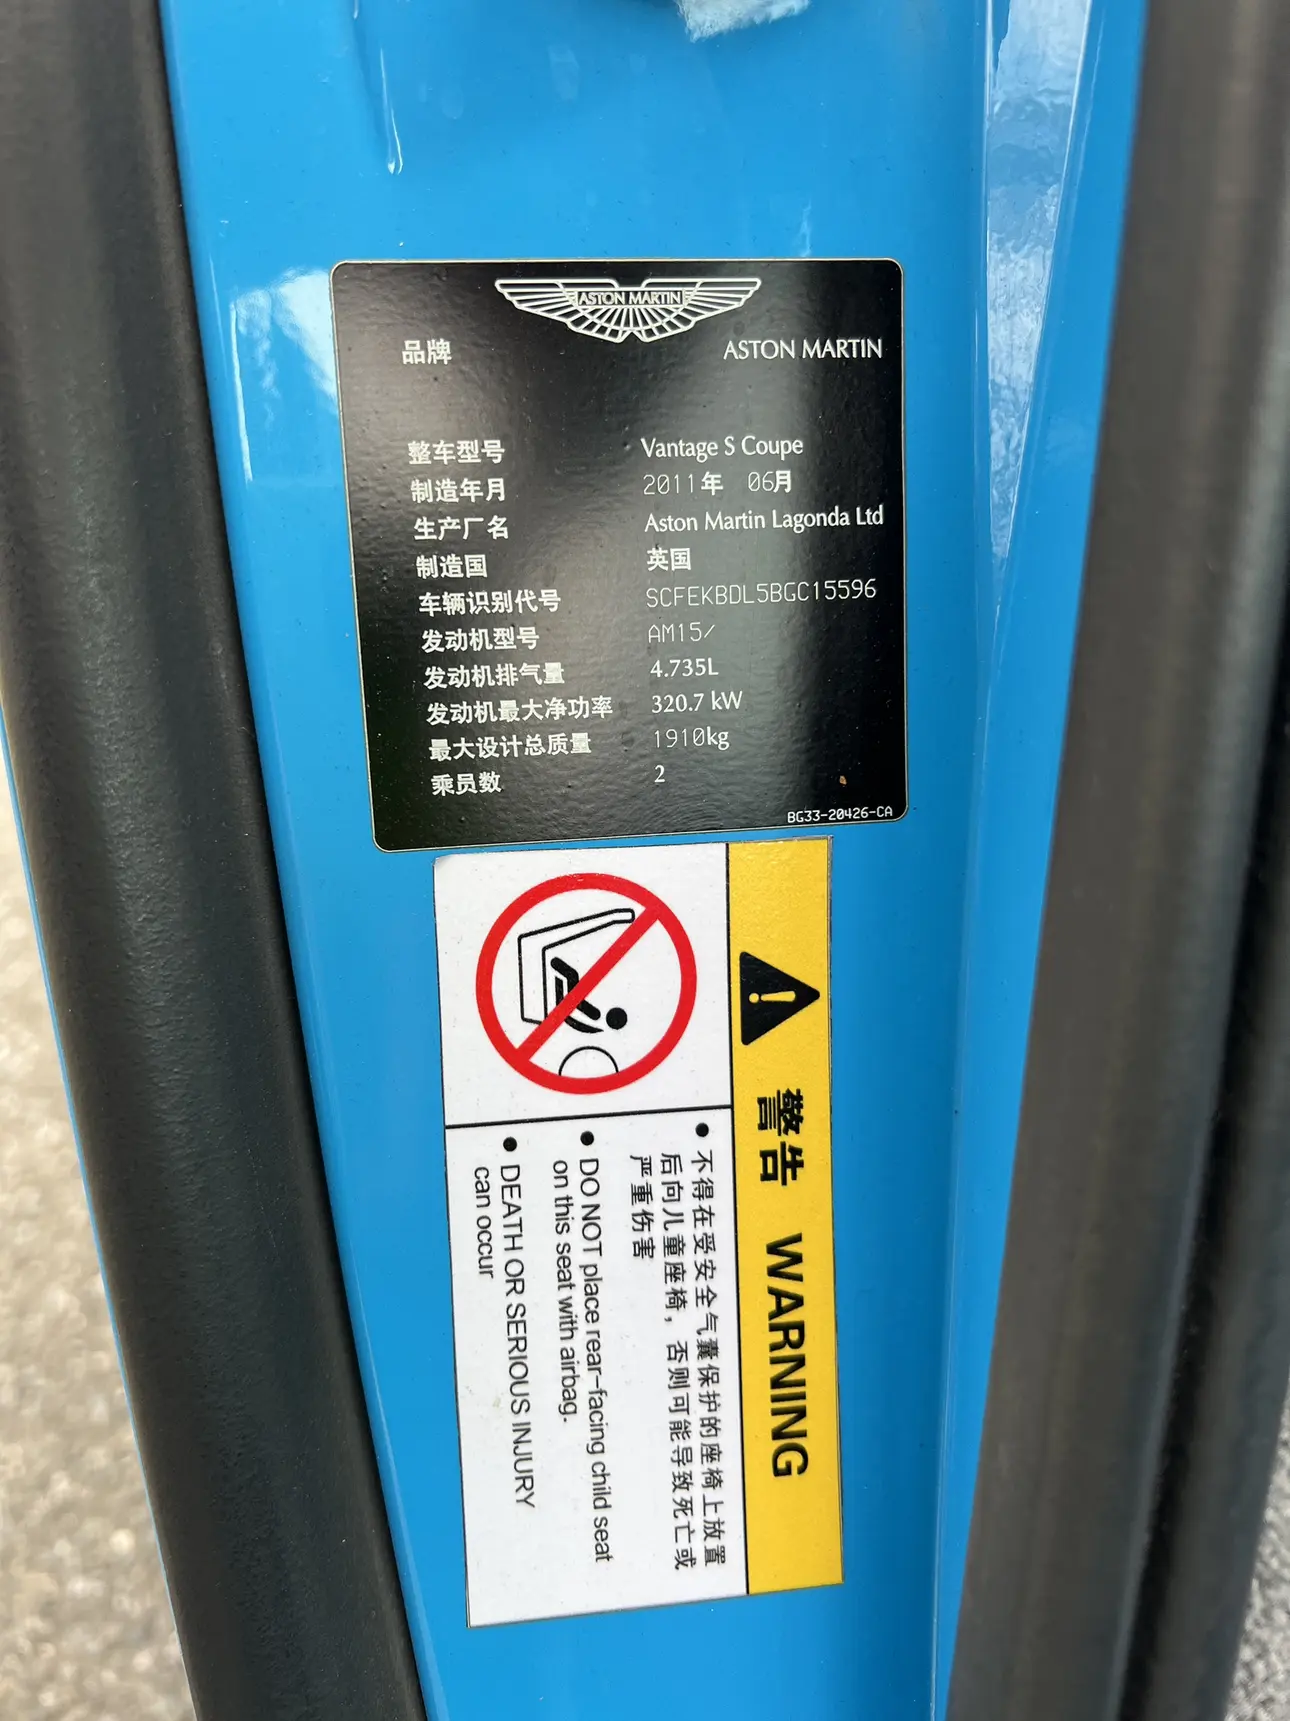 ASTON MARTIN
品牌 ASTON MARTIN
整车型号 Vantage S Coupe
制造年月 2011年 06月
生产厂名 Aston Martin Lagonda Ltd
制造国 英国
车辆识别代号 SCFEKBDL5BGC15596
发动机型号 AM15/
发动机排气量 4.735L
发动机最大净功率 320.7 kW
最大设计总质量 1910kg
乘员数 2
BG33-20426-CA
警告 WARNING
● 不得在受安全气囊保护的座椅上放置
后向儿童座椅，否则可能导致死亡或
严重伤害
● DO NOT place rear-facing child seat
on this seat with airbag.
● DEATH OR SERIOUS INJURY
can occur